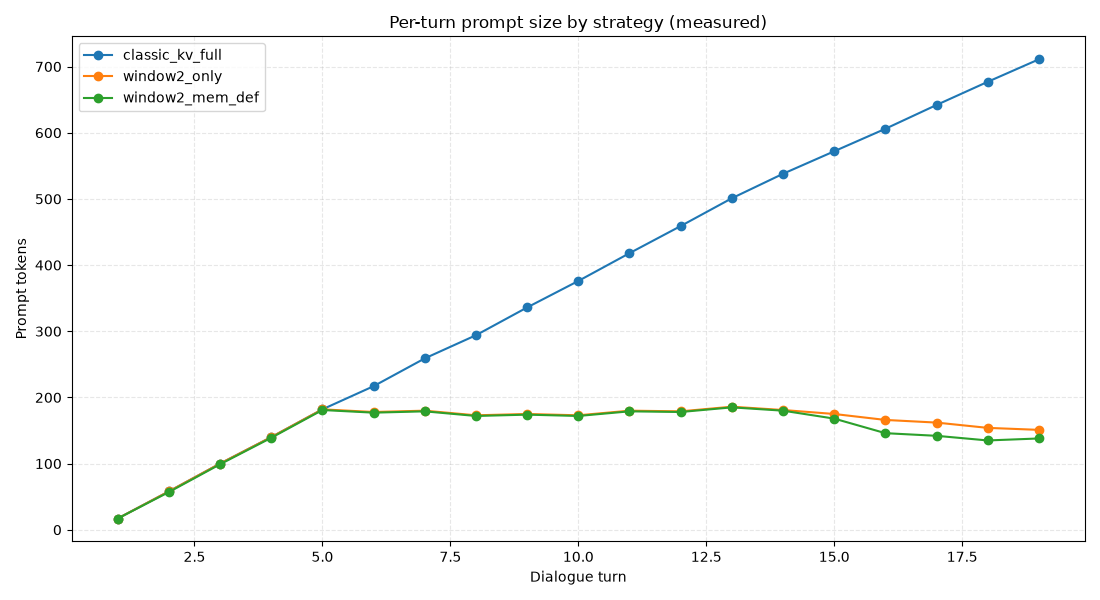 Per-turn prompt size by strategy (measured)
classic_kv_full
window2_only
window2_mem_def
Prompt tokens
700
600
500
400
300
200
100
0
2.5 5.0 7.5 10.0 12.5 15.0 17.5
Dialogue turn